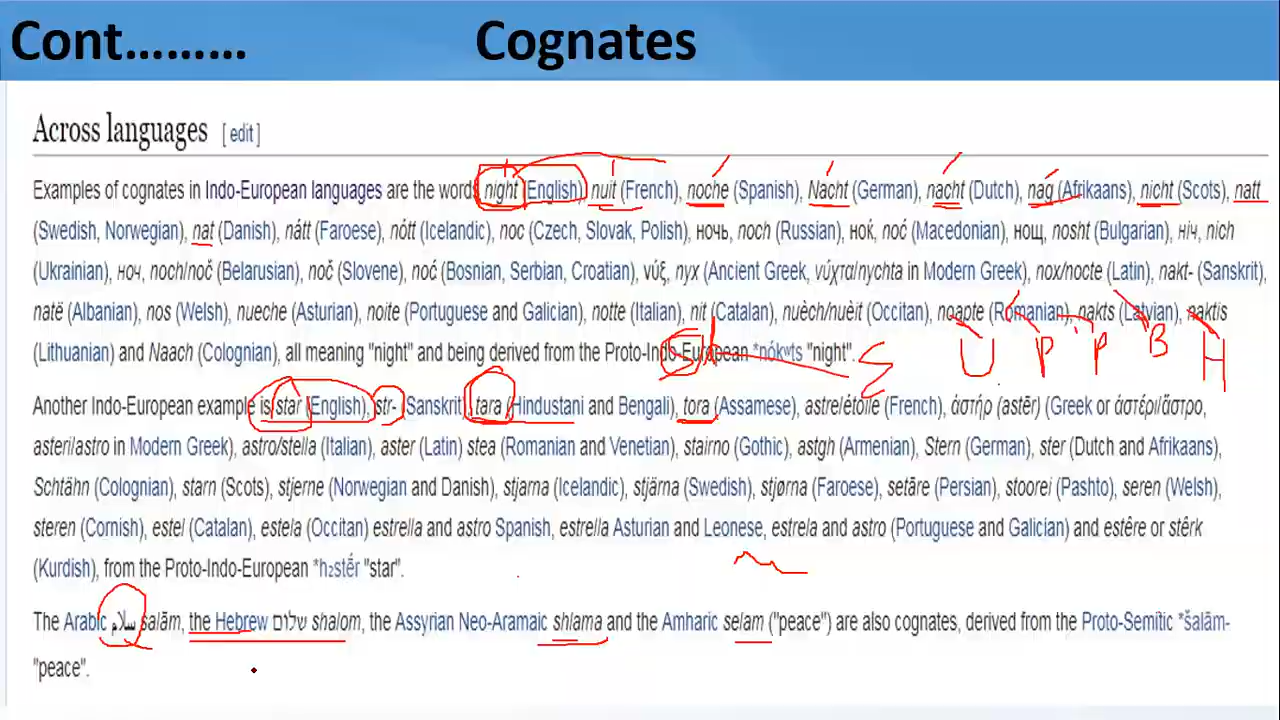 Cont……… Cognates
Across languages [ edit ]
Examples of cognates in Indo-European languages are the words night (English), nuit (French), noche (Spanish), Nacht (German), nacht (Dutch), nag (Afrikaans), nicht (Scots), natt
(Swedish, Norwegian), nat (Danish), nátt (Faroese), nótt (Icelandic), noc (Czech, Slovak, Polish), ночь, noch (Russian), ноќ, noć (Macedonian), нощ, nosht (Bulgarian), ніч, nich
(Ukrainian), ноч, noch/noč (Belarusian), noč (Slovene), noć (Bosnian, Serbian, Croatian), νύξ, nyx (Ancient Greek, νύχτα/nychta in Modern Greek), nox/nocte (Latin), nakt- (Sanskrit),
natë (Albanian), nos (Welsh), nueche (Asturian), noite (Portuguese and Galician), notte (Italian), nit (Catalan), nuèch/nuèit (Occitan), noapte (Romanian), nakts (Latvian), naktis
(Lithuanian) and Naach (Colognian), all meaning "night" and being derived from the Proto-Indo-European *nókʷts "night".
U P P B H
Another Indo-European example is star (English), str- (Sanskrit), tara (Hindustani and Bengali), tora (Assamese), astre/étoile (French), ἀστήρ (astēr) (Greek or ἀστέρι/ἄστρο,
asteri/astro in Modern Greek), astro/stella (Italian), aster (Latin) stea (Romanian and Venetian), stairno (Gothic), astgh (Armenian), Stern (German), ster (Dutch and Afrikaans),
Schtähn (Colognian), starn (Scots), stjerne (Norwegian and Danish), stjarna (Icelandic), stjärna (Swedish), stjørna (Faroese), setāre (Persian), stoorei (Pashto), seren (Welsh),
steren (Cornish), estel (Catalan), estela (Occitan) estrella and astro Spanish, estrella Asturian and Leonese, estrela and astro (Portuguese and Galician) and estêre or stêrk
(Kurdish), from the Proto-Indo-European *h₂stḗr "star".
The Arabic سلام salām, the Hebrew שלום shalom, the Assyrian Neo-Aramaic shlama and the Amharic selam ("peace") are also cognates, derived from the Proto-Semitic *šalām-
"peace".